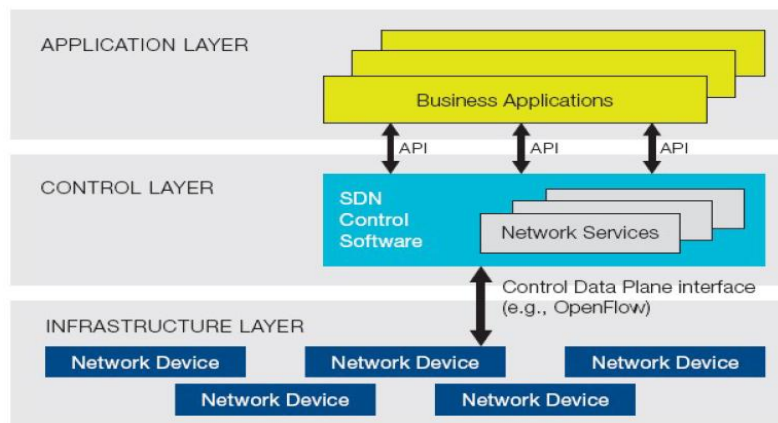 APPLICATION LAYER
Business Applications
API
API
API
CONTROL LAYER
SDN
Control
Software
Network Services
Control Data Plane interface
(e.g., OpenFlow)
INFRASTRUCTURE LAYER
Network Device
Network Device
Network Device
Network Device
Network Device